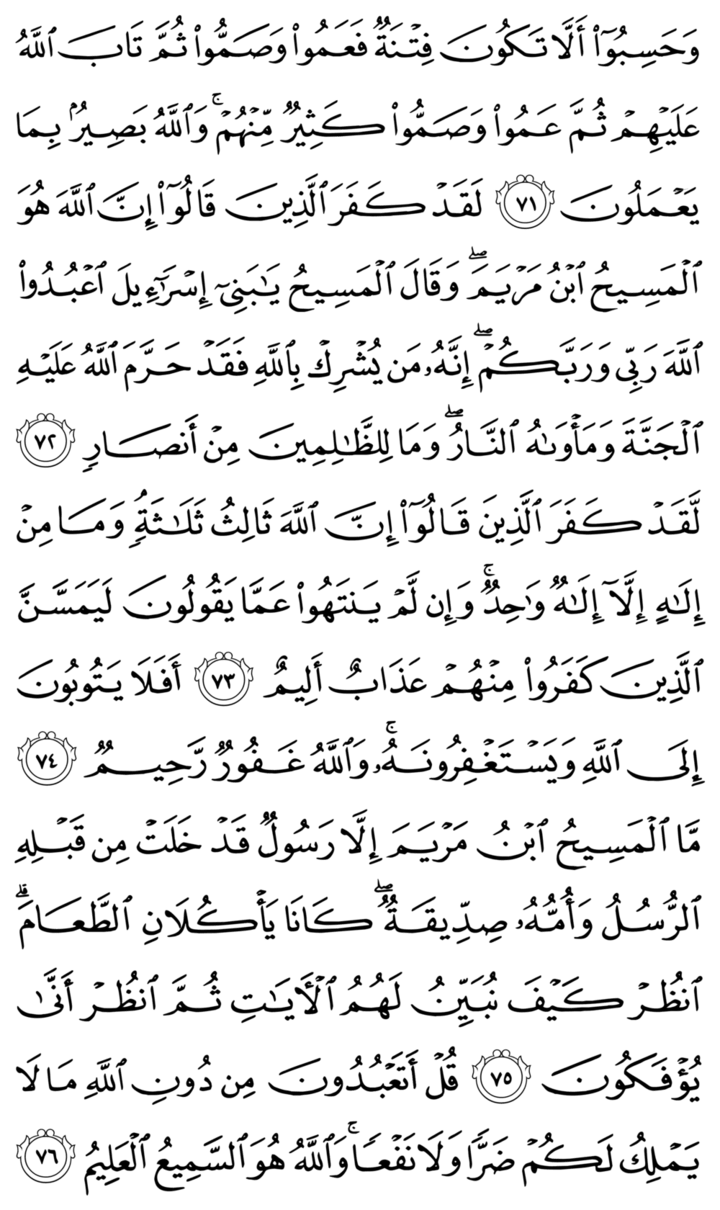 وَحَسِبُوٓا۟ أَلَّا تَكُونَ فِتْنَةٌۭ فَعَمُوا۟ وَصَمُّوا۟ ثُمَّ تَابَ ٱللَّهُ
عَلَيْهِمْ ثُمَّ عَمُوا۟ وَصَمُّوا۟ كَثِيرٌۭ مِّنْهُمْ ۚ وَٱللَّهُ بَصِيرٌۢ بِمَا
يَعْمَلُونَ ٧١ لَقَدْ كَفَرَ ٱلَّذِينَ قَالُوٓا۟ إِنَّ ٱللَّهَ هُوَ
ٱلْمَسِيحُ ٱبْنُ مَرْيَمَ ۖ وَقَالَ ٱلْمَسِيحُ يَـٰبَنِىٓ إِسْرَٰٓءِيلَ ٱعْبُدُوا۟
ٱللَّهَ رَبِّى وَرَبَّكُمْ ۖ إِنَّهُۥ مَن يُشْرِكْ بِٱللَّهِ فَقَدْ حَرَّمَ ٱللَّهُ عَلَيْهِ
ٱلْجَنَّةَ وَمَأْوَىٰهُ ٱلنَّارُ ۖ وَمَا لِلظَّـٰلِمِينَ مِنْ أَنصَارٍۢ ٧٢
لَّقَدْ كَفَرَ ٱلَّذِينَ قَالُوٓا۟ إِنَّ ٱللَّهَ ثَالِثُ ثَلَـٰثَةٍۢ ۘ وَمَا مِنْ
إِلَـٰهٍ إِلَّآ إِلَـٰهٌۭ وَٰحِدٌۭ ۚ وَإِن لَّمْ يَنتَهُوا۟ عَمَّا يَقُولُونَ لَيَمَسَّنَّ
ٱلَّذِينَ كَفَرُوا۟ مِنْهُمْ عَذَابٌ أَلِيمٌ ٧٣ أَفَلَا يَتُوبُونَ
إِلَى ٱللَّهِ وَيَسْتَغْفِرُونَهُۥ ۚ وَٱللَّهُ غَفُورٌۭ رَّحِيمٌۭ ٧٤
مَّا ٱلْمَسِيحُ ٱبْنُ مَرْيَمَ إِلَّا رَسُولٌۭ قَدْ خَلَتْ مِن قَبْلِهِ
ٱلرُّسُلُ وَأُمُّهُۥ صِدِّيقَةٌۭ ۖ كَانَا يَأْكُلَانِ ٱلطَّعَامَ ۗ
ٱنظُرْ كَيْفَ نُبَيِّنُ لَهُمُ ٱلْـَٔايَـٰتِ ثُمَّ ٱنظُرْ أَنَّىٰ
يُؤْفَكُونَ ٧٥ قُلْ أَتَعْبُدُونَ مِن دُونِ ٱللَّهِ مَا لَا
يَمْلِكُ لَكُمْ ضَرًّۭا وَلَا نَفْعًۭا ۚ وَٱللَّهُ هُوَ ٱلسَّمِيعُ ٱلْعَلِيمُ ٧٦